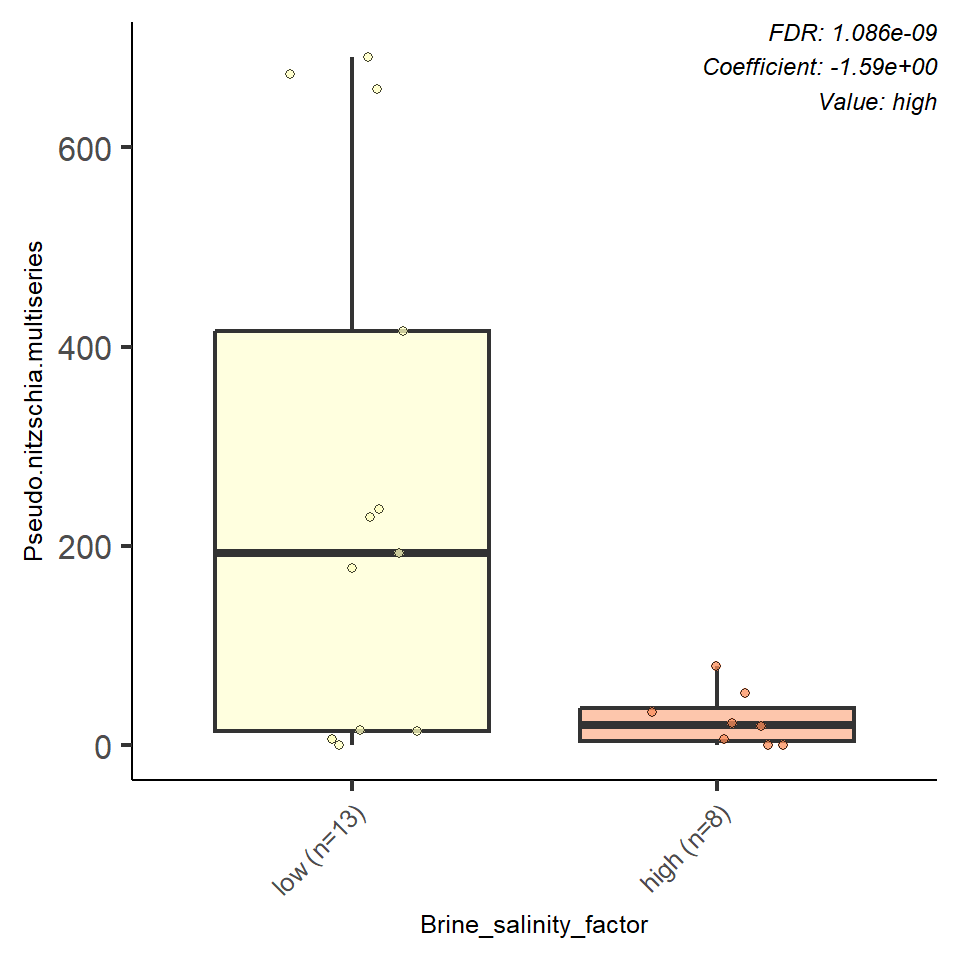 FDR: 1.086e-09
Coefficient: -1.59e+00
Value: high
600
400
200
0
Pseudo.nitzschia.multiseries
low (n=13)
high (n=8)
Brine_salinity_factor